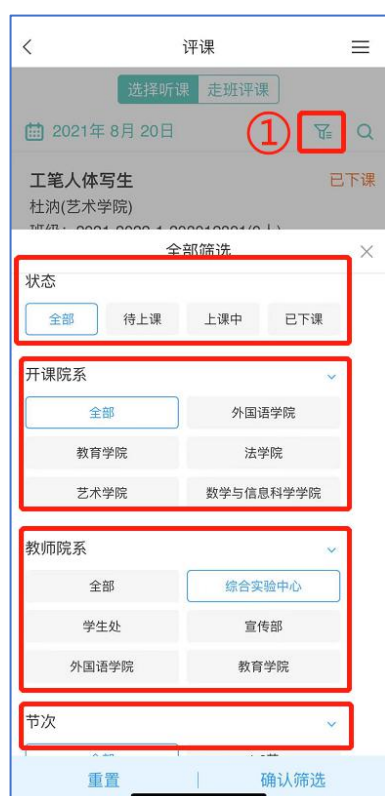 评课
选择听课 走班评课
2021年 8月 20日 ①
工笔人体写生 已下课
杜汭(艺术学院)
全部筛选
状态
全部 待上课 上课中 已下课
开课院系
全部 外国语学院
教育学院 法学院
艺术学院 数学与信息科学学院
教师院系
全部 综合实验中心
学生处 宣传部
外国语学院 教育学院
节次
重置 确认筛选